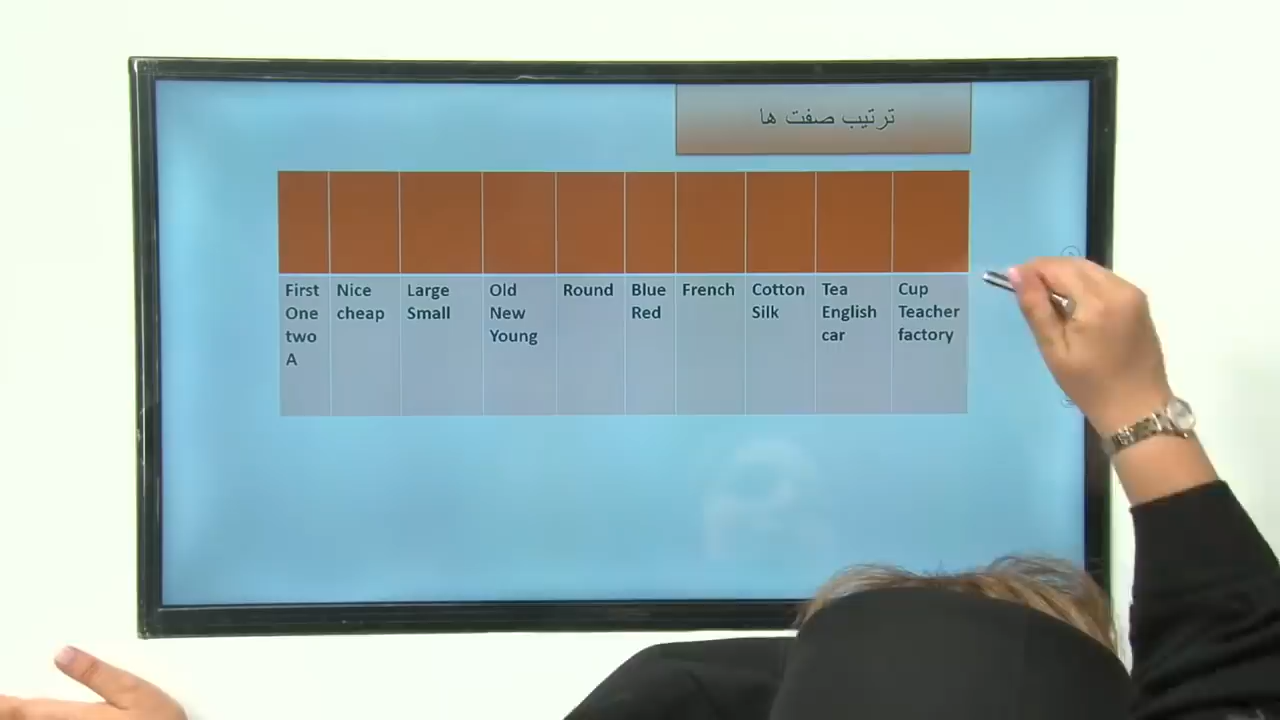 ترتیب صفت ها
First
One
two
A
Nice
cheap
Large
Small
Old
New
Young
Round
Blue
Red
French
Cotton
Silk
Tea
English
car
Cup
Teacher
factory